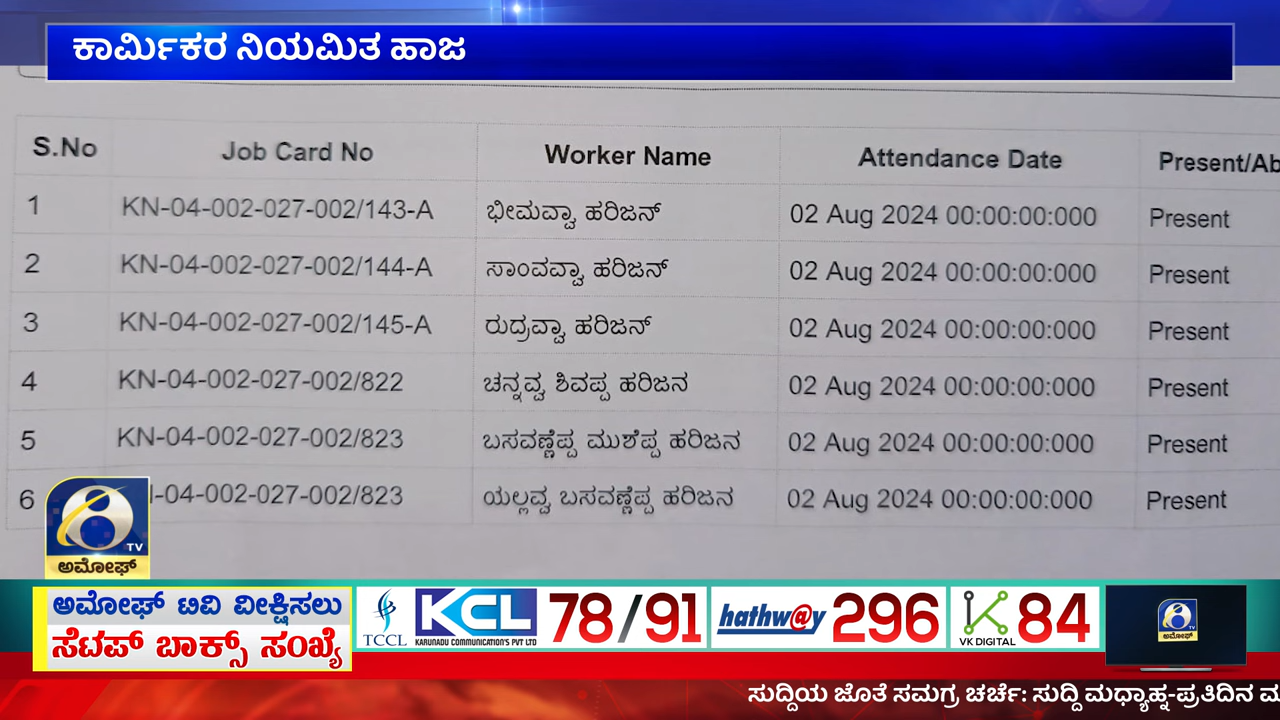 ಕಾರ್ಮಿಕರ ನಿಯಮಿತ ಹಾಜ
S.No Job Card No Worker Name Attendance Date Present/Ab
1 KN-04-002-027-002/143-A ಭೀಮವ್ವಾ ಹರಿಜನ್ 02 Aug 2024 00:00:00:000 Present
2 KN-04-002-027-002/144-A ಸಾಂವವ್ವಾ ಹರಿಜನ್ 02 Aug 2024 00:00:00:000 Present
3 KN-04-002-027-002/145-A ರುದ್ರವ್ವಾ ಹರಿಜನ್ 02 Aug 2024 00:00:00:000 Present
4 KN-04-002-027-002/822 ಚನ್ನವ್ವ ಶಿವಪ್ಪ ಹರಿಜನ 02 Aug 2024 00:00:00:000 Present
5 KN-04-002-027-002/823 ಬಸವಣ್ಣೆಪ್ಪ ಮುಶೆಪ್ಪ ಹರಿಜನ 02 Aug 2024 00:00:00:000 Present
6 -04-002-027-002/823 ಯಲ್ಲವ್ವ ಬಸವಣ್ಣೆಪ್ಪ ಹರಿಜನ 02 Aug 2024 00:00:00:000 Present
TV
ಅಮೋಘ್
ಅಮೋಘ್ ಟಿವಿ ವೀಕ್ಷಿಸಲು
ಸೆಟಪ್ ಬಾಕ್ಸ್ ಸಂಖ್ಯೆ
TCCL KCL 78/91 hathw@y 296 VK DIGITAL 84
KARUNADU COMMUNICATION'S PVT LTD
ಅಮೋಘ್
ಸುದ್ದಿಯ ಜೊತೆ ಸಮಗ್ರ ಚರ್ಚೆ: ಸುದ್ದಿ ಮಧ್ಯಾಹ್ನ-ಪ್ರತಿದಿನ ಮ